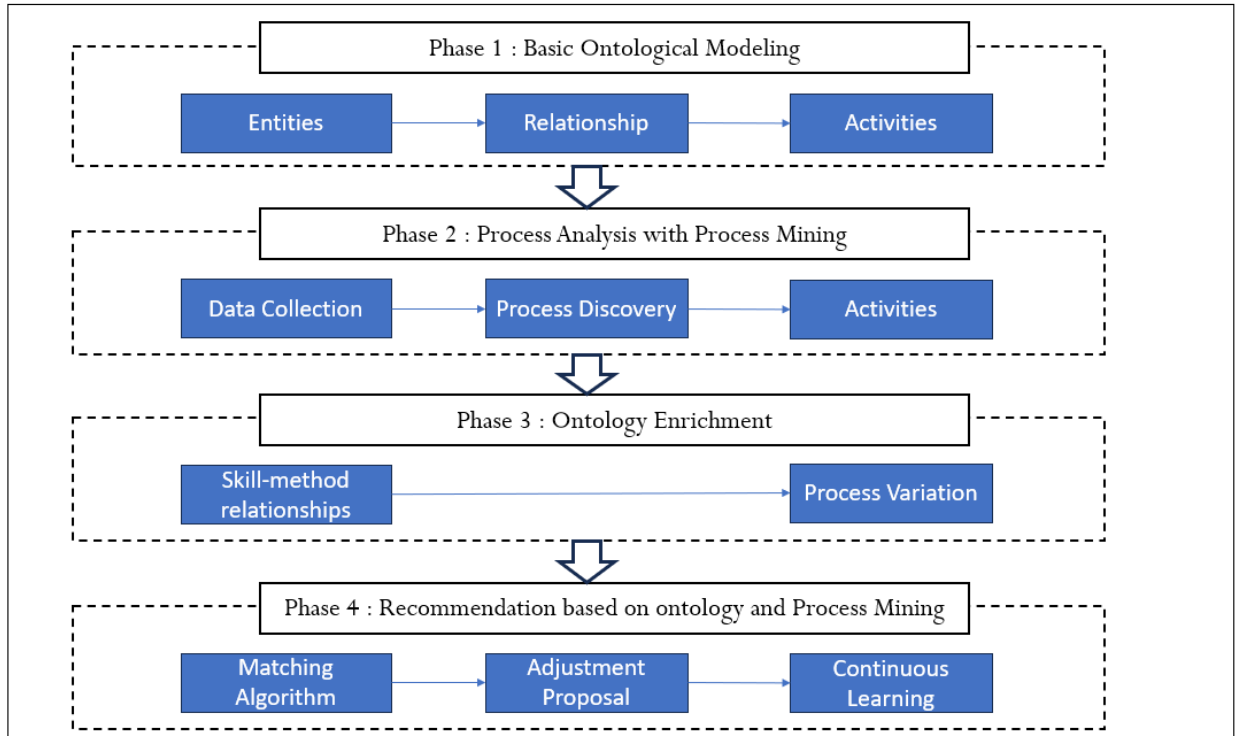 Phase 1 : Basic Ontological Modeling
Entities
Relationship
Activities
Phase 2 : Process Analysis with Process Mining
Data Collection
Process Discovery
Activities
Phase 3 : Ontology Enrichment
Skill-method
relationships
Process Variation
Phase 4 : Recommendation based on ontology and Process Mining
Matching
Algorithm
Adjustment
Proposal
Continuous
Learning